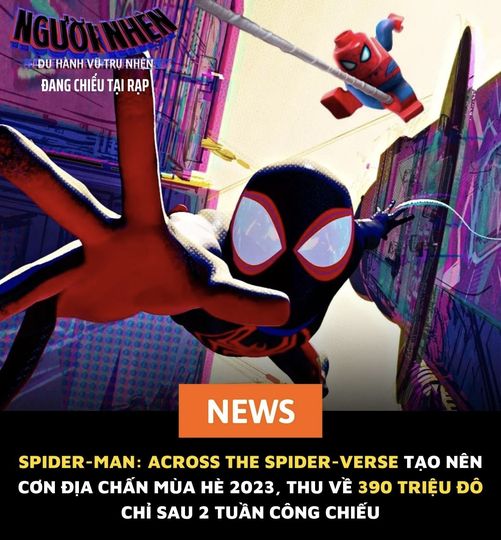 NGƯỜI NHỆN
DU HÀNH VŨ TRỤ NHỆN
ĐANG CHIẾU TẠI RẠP
NEWS
SPIDER-MAN: ACROSS THE SPIDER-VERSE TẠO NÊN
CƠN ĐỊA CHẤN MÙA HÈ 2023, THU VỀ 390 TRIỆU ĐÔ
CHỈ SAU 2 TUẦN CÔNG CHIẾU